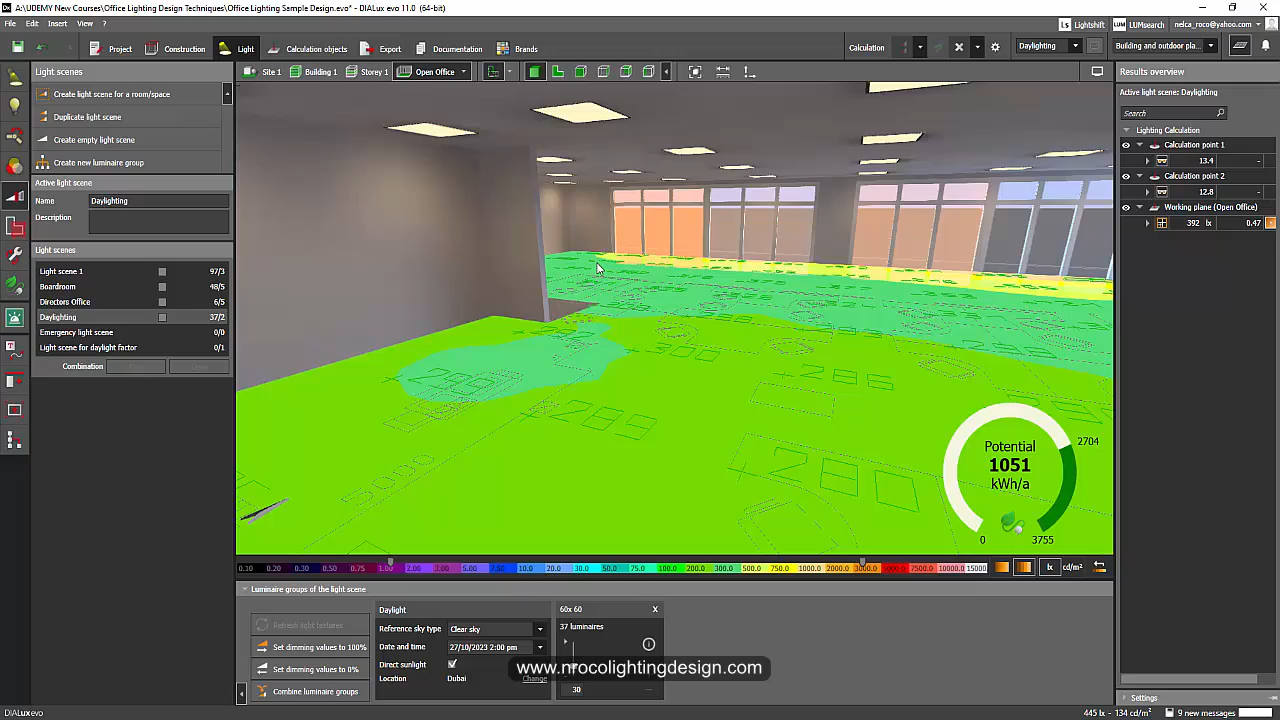 A:\UDEMY New Courses\Office Lighting Design Techniques\Office Lighting Sample Design.evo* - DIALux evo 11.0 (64-bit)
File Edit Insert View ?
Ls Lightshift LUM LUMsearch nelca_roco@yahoo.com
Project Construction Light Calculation objects Export Documentation Brands
Calculation Daylighting Building and outdoor pla...
Light scenes
Site 1 Building 1 Storey 1 Open Office
Results overview
Create light scene for a room/space
Active light scene: Daylighting
Duplicate light scene
Search
Create empty light scene
Lighting Calculation
Create new luminaire group
Calculation point 1
13.4 -
Active light scene
Calculation point 2
12.8 -
Name Daylighting
Working plane (Open Office)
Description
392 lx 0.47
Light scenes
Light scene 1 97/3
Boardroom 48/5
Directors Office 6/5
Daylighting 37/2
Emergency light scene 0/0
Light scene for daylight factor 0/1
Combination
286
289
280
Potential
1051
kWh/a
2704
0
3755
0.10 0.20 0.30 0.50 0.75 1.00 2.00 3.00 5.00 7.50 10.0 20.0 30.0 50.0 75.0 100.0 200.0 300.0 500.0 750.0 1000.0 2000.0 3000.0 5000.0 7500.0 10000.0 15000 lx cd/m²
Luminaire groups of the light scene
Refresh light textures
Set dimming values to 100%
Set dimming values to 0%
Combine luminaire groups
Daylight
Reference sky type Clear sky
Date and time 27/10/2023 2:00 pm
Direct sunlight
Location Dubai Change
60x 60 X
37 luminaires
30
www.nrocolightingdesign.com
Settings
DIALuxevo
445 lx - 134 cd/m² 9 new messages